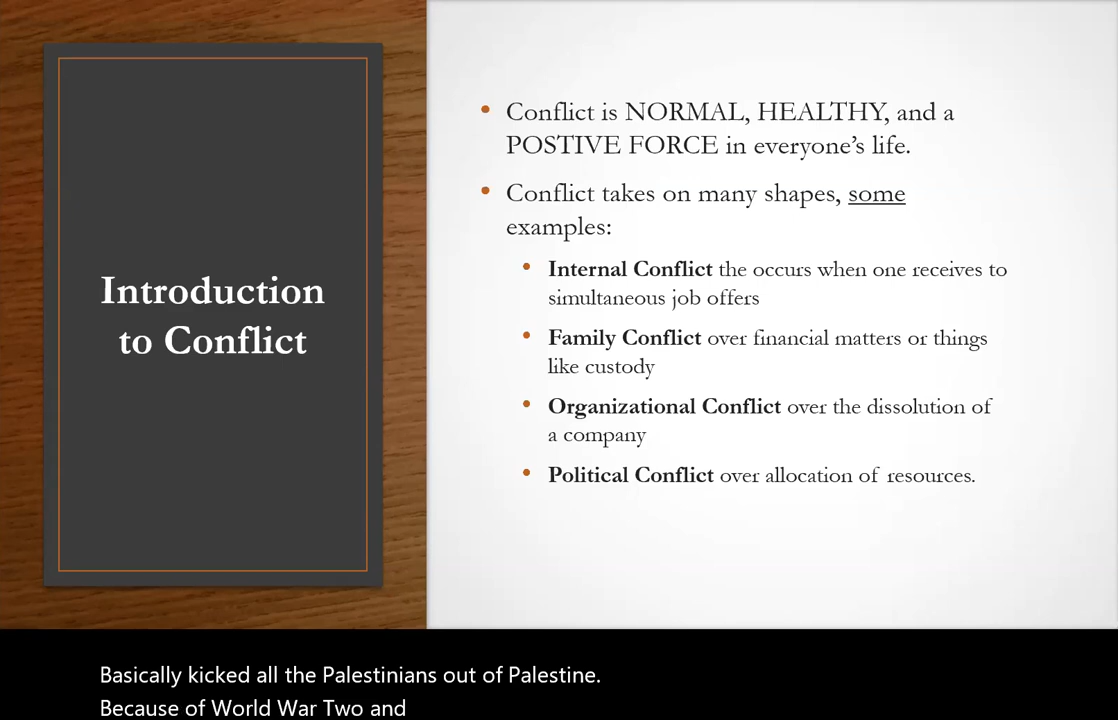 Introduction
to Conflict
• Conflict is NORMAL, HEALTHY, and a
POSTIVE FORCE in everyone's life.
• Conflict takes on many shapes, some
examples:
• Internal Conflict the occurs when one receives to
simultaneous job offers
• Family Conflict over financial matters or things
like custody
• Organizational Conflict over the dissolution of
a company
• Political Conflict over allocation of resources.
Basically kicked all the Palestinians out of Palestine.
Because of World War Two and